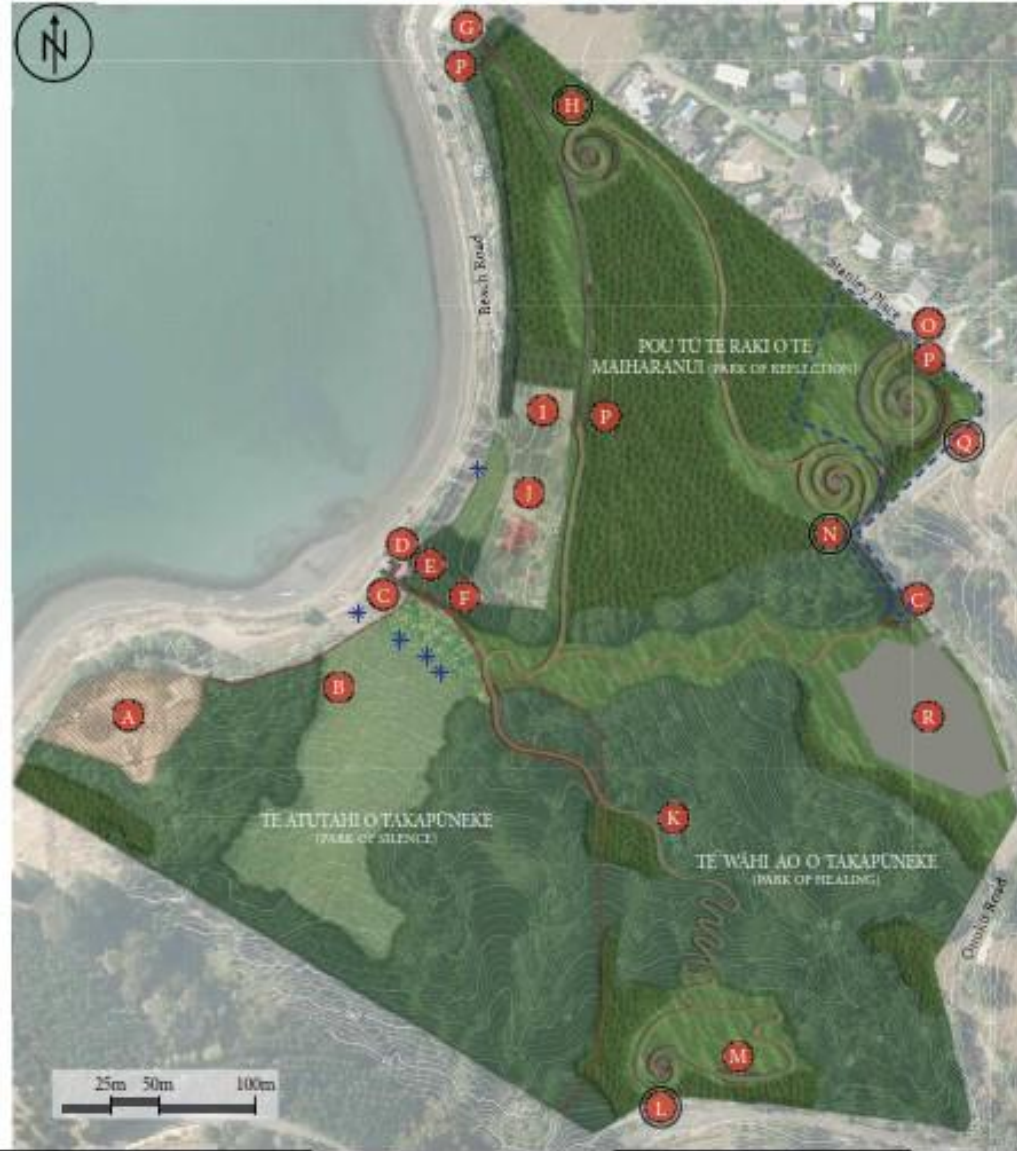 N
G
P
H
Beach Road
Stanley Place
O
P
POU TŪ TE RAKI O TE
MAIHARANUI (PARK OF REFLECTION)
I
P
Q
J
N
D
E
C
F
C
B
A
R
TE ATUTAHI O TAKAPŪNEKE
(PARK OF SILENCE)
K
TE WĀHI AO O TAKAPŪNEKE
(PARK OF HEALING)
Onuku Road
M
L
25m 50m 100m